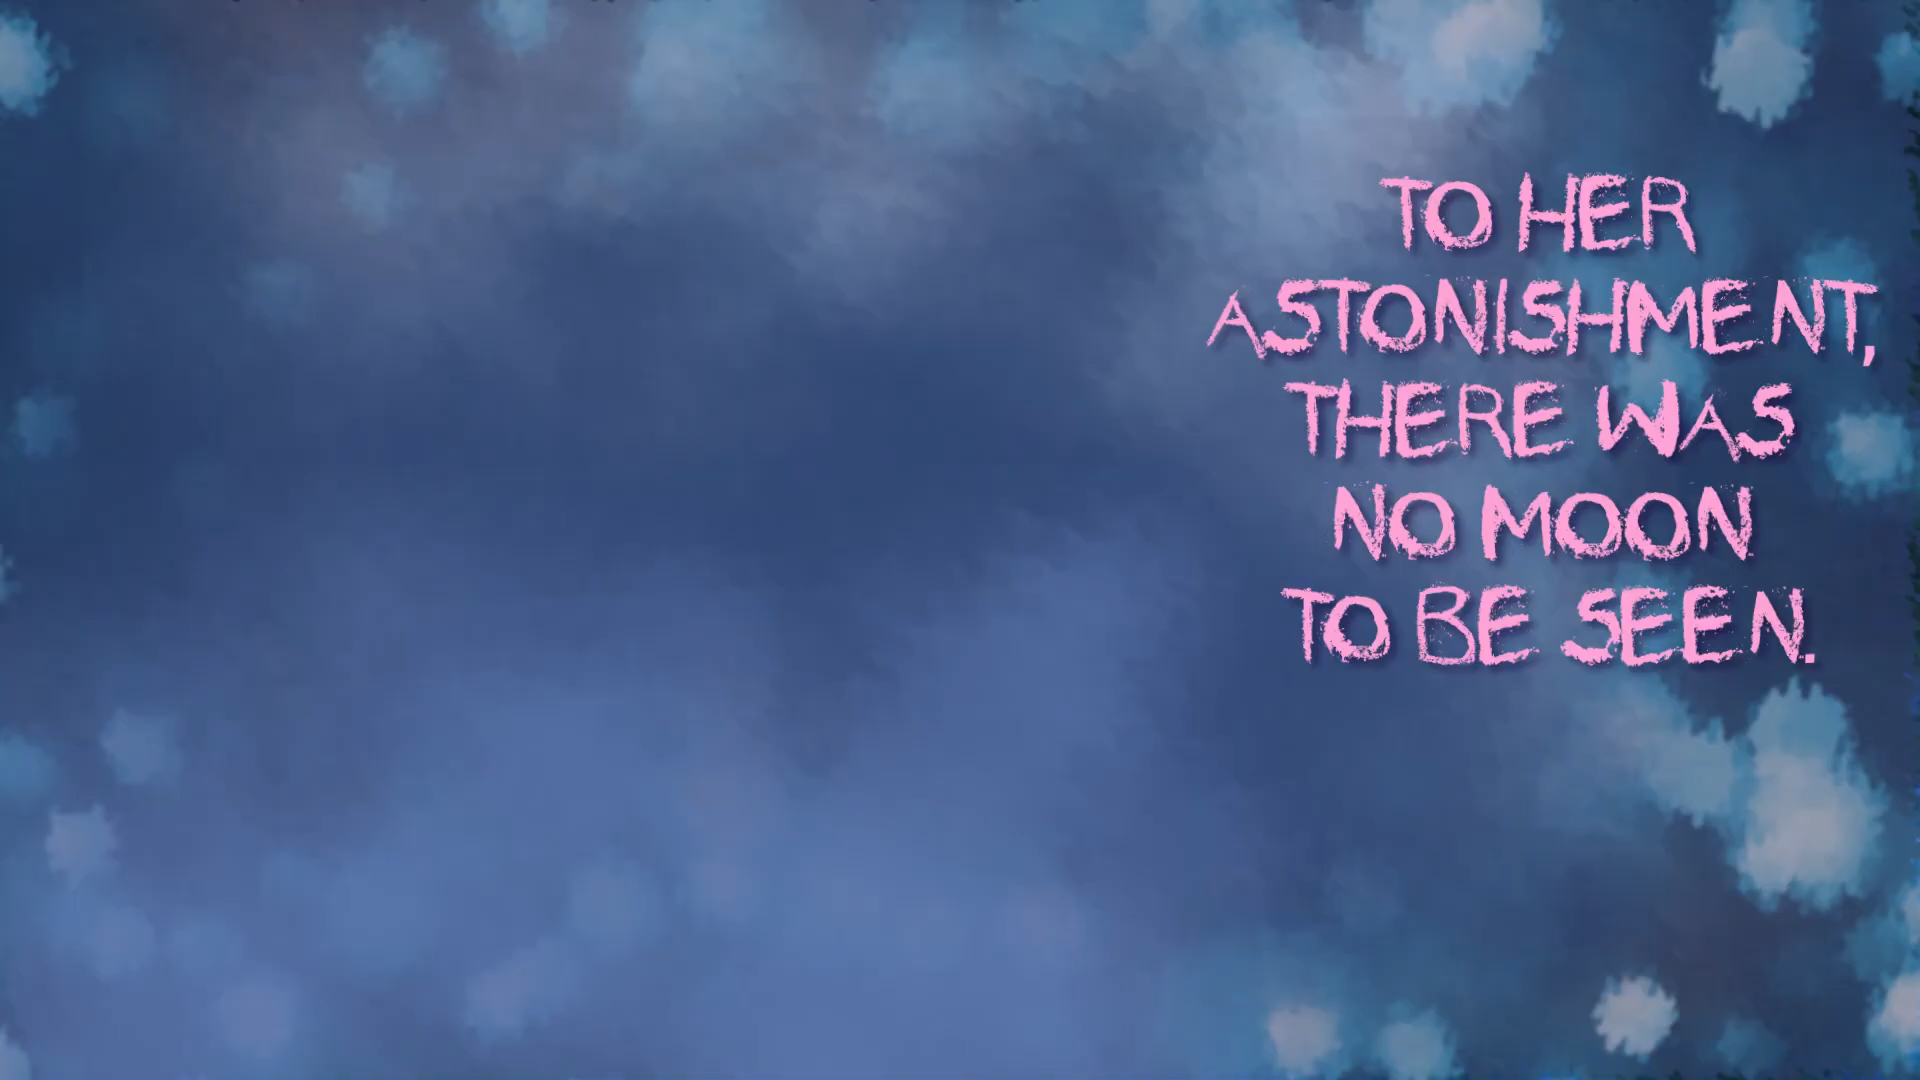 TO HER
ASTONISHMENT,
THERE WAS
NO MOON
TO BE SEEN.